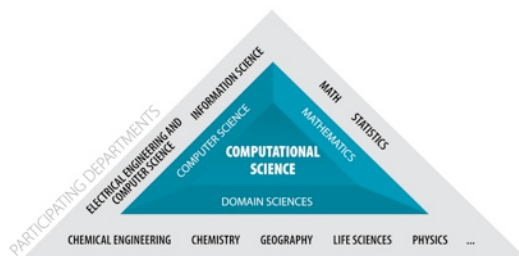 PARTICIPATING DEPARTMENTS
ELECTRICAL ENGINEERING AND
COMPUTER SCIENCE
INFORMATION SCIENCE
MATH
STATISTICS
COMPUTER SCIENCE
MATHEMATICS
COMPUTATIONAL
SCIENCE
DOMAIN SCIENCES
CHEMICAL ENGINEERING CHEMISTRY GEOGRAPHY LIFE SCIENCES PHYSICS ...